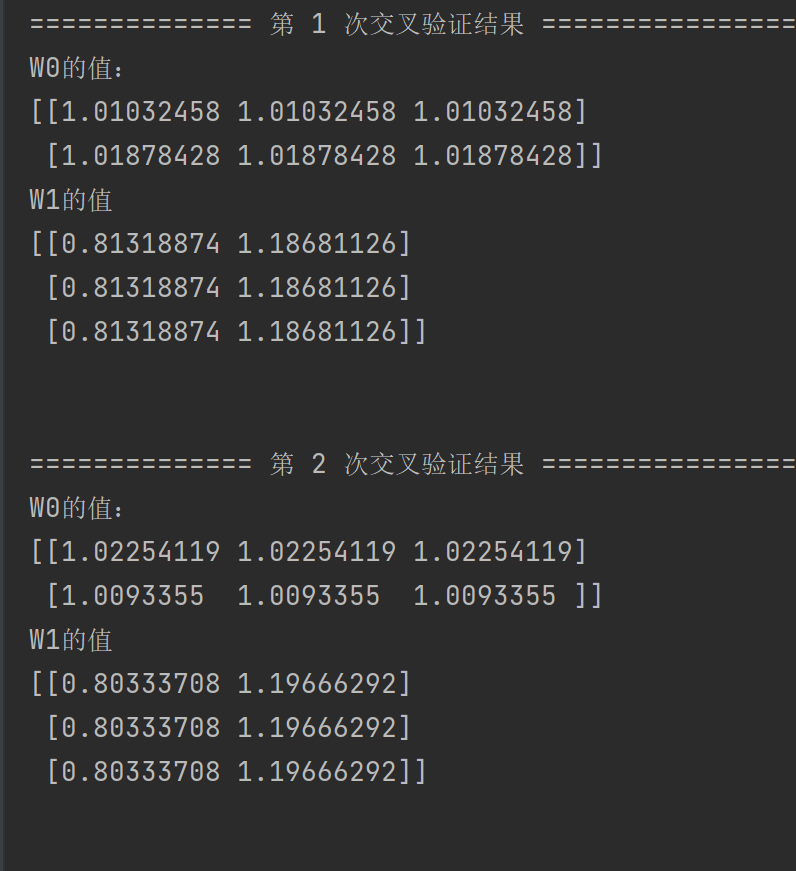 ============== 第 1 次交叉验证结果 ================
W0的值：
[[1.01032458 1.01032458 1.01032458]
 [1.01878428 1.01878428 1.01878428]]
W1的值
[[0.81318874 1.18681126]
 [0.81318874 1.18681126]
 [0.81318874 1.18681126]]
============== 第 2 次交叉验证结果 ================
W0的值：
[[1.02254119 1.02254119 1.02254119]
 [1.0093355  1.0093355  1.0093355 ]]
W1的值
[[0.80333708 1.19666292]
 [0.80333708 1.19666292]
 [0.80333708 1.19666292]]